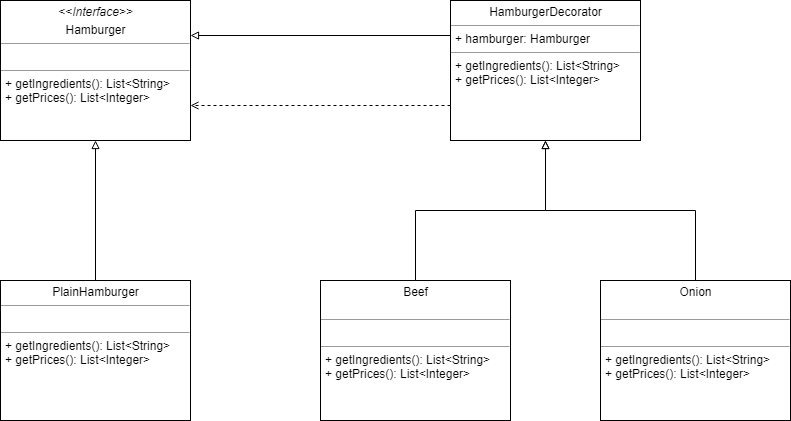 <<Interface>>
Hamburger
+ getIngredients(): List<String>
+ getPrices(): List<Integer>
HamburgerDecorator
+ hamburger: Hamburger
+ getIngredients(): List<String>
+ getPrices(): List<Integer>
PlainHamburger
+ getIngredients(): List<String>
+ getPrices(): List<Integer>
Beef
+ getIngredients(): List<String>
+ getPrices(): List<Integer>
Onion
+ getIngredients(): List<String>
+ getPrices(): List<Integer>